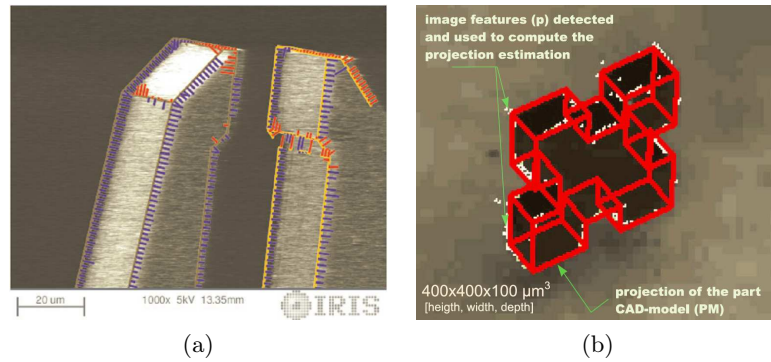 20 um
1000x 5kV 13.35mm
IRIS
(a)
image features (p) detected
and used to compute the
projection estimation
400x400x100 µm³
[heigth, width, depth]
projection of the part
CAD-model (PM)
(b)